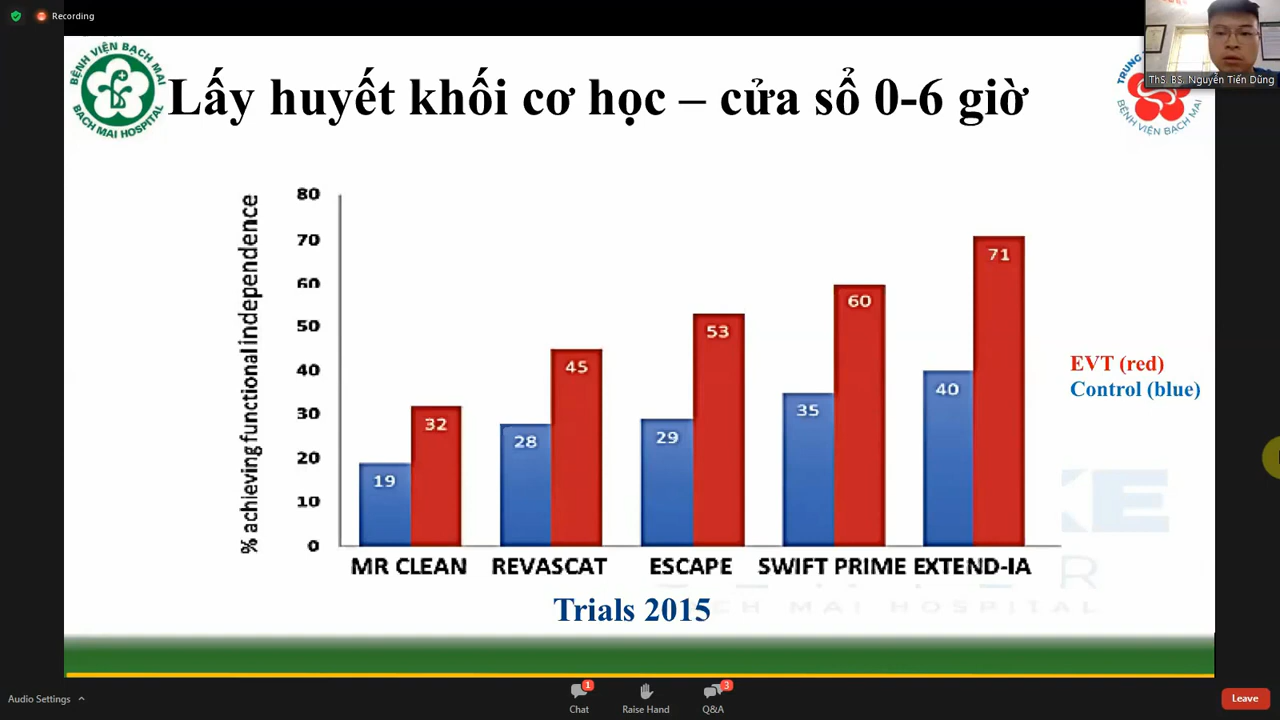 Recording
BỆNH VIỆN BẠCH MAI
BACH MAI HOSPITAL
Lấy huyết khối cơ học – cửa sổ 0-6 giờ
ThS. BS. Nguyễn Tiến Dũng
TRUNG
BỆNH VIỆN BẠCH MAI
% achieving functional independence
80
70
60
50
40
30
20
10
0
19
32
28
45
29
53
35
60
40
71
MR CLEAN
REVASCAT
ESCAPE
SWIFT PRIME
EXTEND-IA
EVT (red)
Control (blue)
KE
R
CH MAI HOSPITAL
Trials 2015
Audio Settings
1
Chat
Raise Hand
3
Q&A
Leave